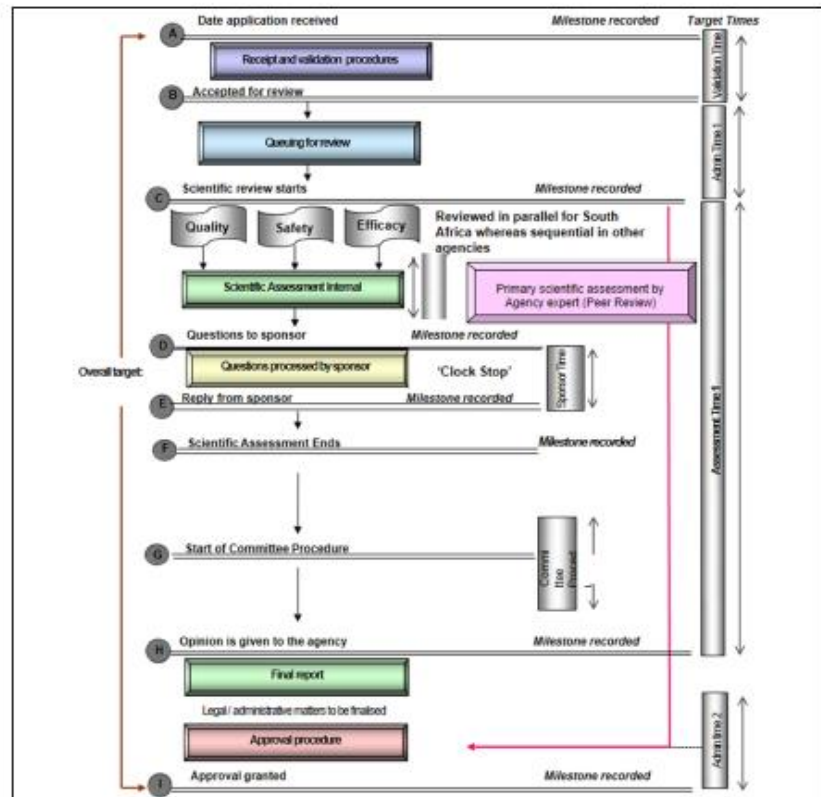 Date application received
Milestone recorded
Target Times
A
Receipt and validation procedures
Validation Time
B
Accepted for review
Queuing for review
Admin Time 1
C
Scientific review starts
Milestone recorded
Quality
Safety
Efficacy
Reviewed in parallel for South
Africa whereas sequential in other
agencies
Scientific Assessment Internal
Primary scientific assessment by
Agency expert (Peer Review)
D
Questions to sponsor
Milestone recorded
Overall target:
Questions processed by sponsor
'Clock Stop'
Sponsor Time
E
Reply from sponsor
Milestone recorded
F
Scientific Assessment Ends
Milestone recorded
Assessment Time
G
Start of Committee Procedure
Commi
ttee
H
Opinion is given to the agency
Milestone recorded
Final report
Legal / administrative matters to be finalised
Approval procedure
Admin time 2
I
Approval granted
Milestone recorded